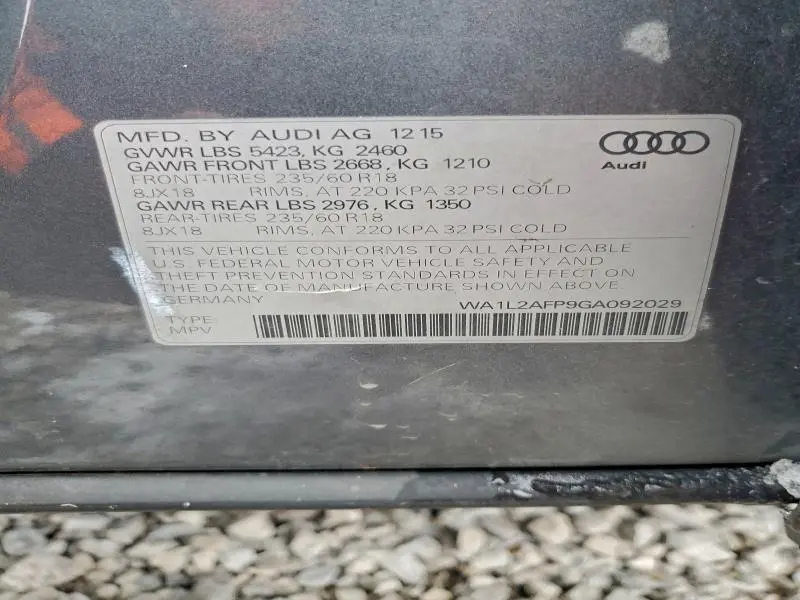 MFD. BY AUDI AG 12 15
GVWR LBS 5423, KG 2460
GAWR FRONT LBS 2668, KG 1210
FRONT-TIRES 235/60 R18
8JX18 RIMS, AT 220 KPA 32 PSI COLD
GAWR REAR LBS 2976, KG 1350
REAR-TIRES 235/60 R18
8JX18 RIMS, AT 220 KPA 32 PSI COLD
Audi
THIS VEHICLE CONFORMS TO ALL APPLICABLE
U.S. FEDERAL MOTOR VEHICLE SAFETY AND
THEFT PREVENTION STANDARDS IN EFFECT ON
THE DATE OF MANUFACTURE SHOWN ABOVE.
GERMANY WA1L2AFP9GA092029
TYPE:
MPV